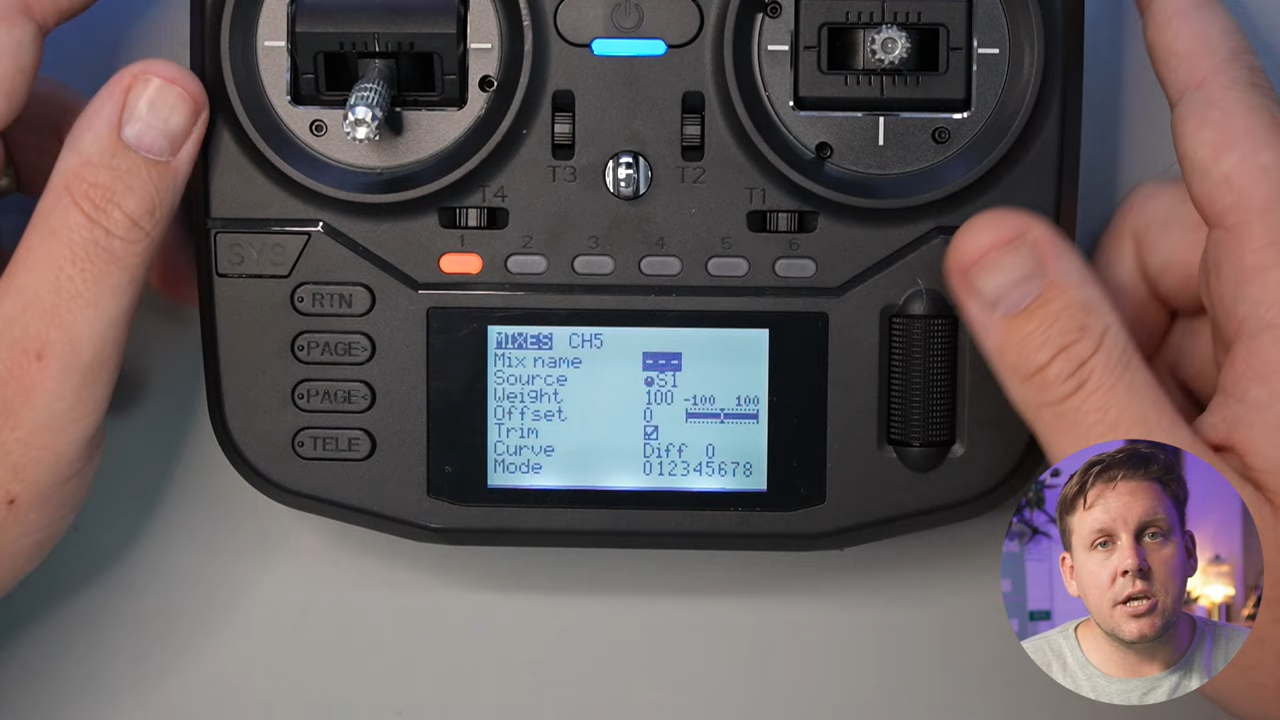 T3
T2
T4
T1
1 2 3 4 5 6
SYS
RTN
PAGE>
PAGE<
TELE
MIXES CH5
Mix name ---
Source S1
Weight 100 -100 100
Offset 0
Trim
Curve Diff 0
Mode 012345678